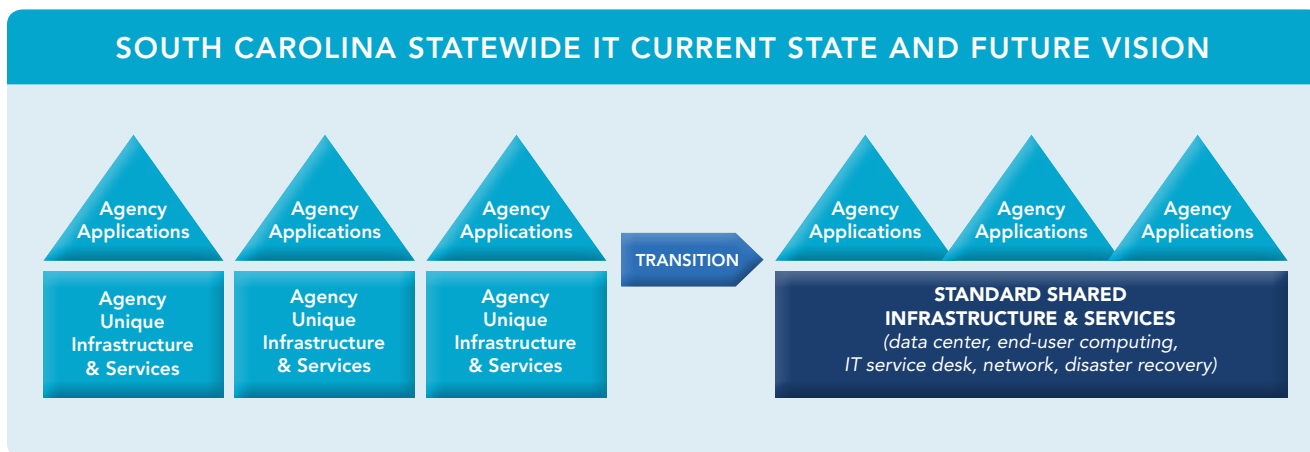 SOUTH CAROLINA STATEWIDE IT CURRENT STATE AND FUTURE VISION
Agency
Applications
Agency
Applications
Agency
Applications
Agency
Unique
Infrastructure
& Services
Agency
Unique
Infrastructure
& Services
Agency
Unique
Infrastructure
& Services
TRANSITION
Agency
Applications
Agency
Applications
Agency
Applications
STANDARD SHARED
INFRASTRUCTURE & SERVICES
(data center, end-user computing,
IT service desk, network, disaster recovery)